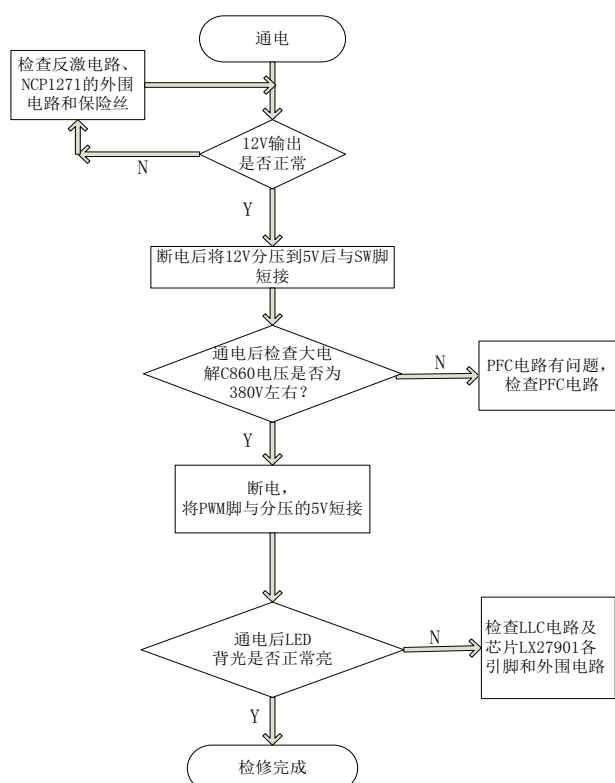 通电
检查反激电路、
NCP1271的外围
电路和保险丝
12V输出
是否正常
N
Y
断电后将12V分压到5V后与SW脚
短接
通电后检查大电
解C860电压是否为
380V左右？
N
PFC电路有问题，
检查PFC电路
Y
断电，
将PWM脚与分压的5V短接
通电后LED
背光是否正常亮
N
检查LLC电路及
芯片LX27901各
引脚和外围电路
Y
检修完成